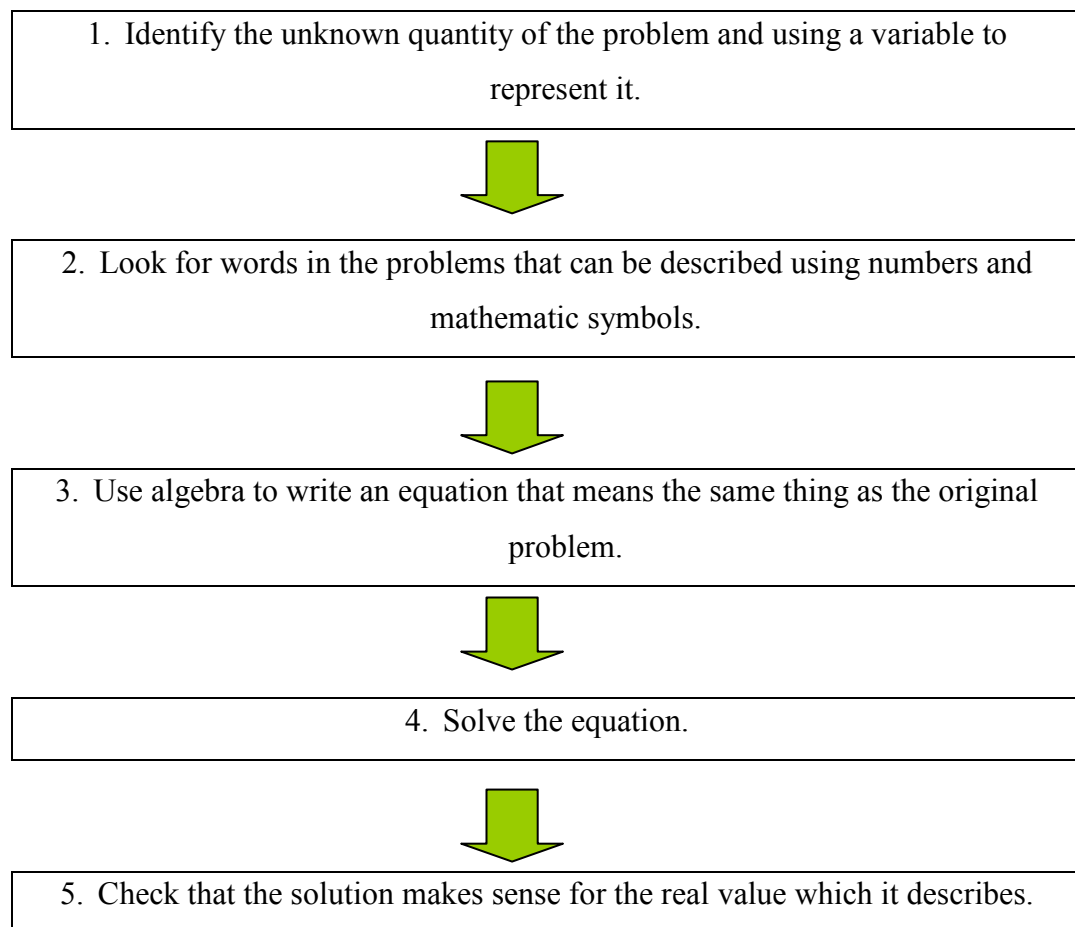 1. Identify the unknown quantity of the problem and using a variable to
represent it.
2. Look for words in the problems that can be described using numbers and
mathematic symbols.
3. Use algebra to write an equation that means the same thing as the original
problem.
4. Solve the equation.
5. Check that the solution makes sense for the real value which it describes.